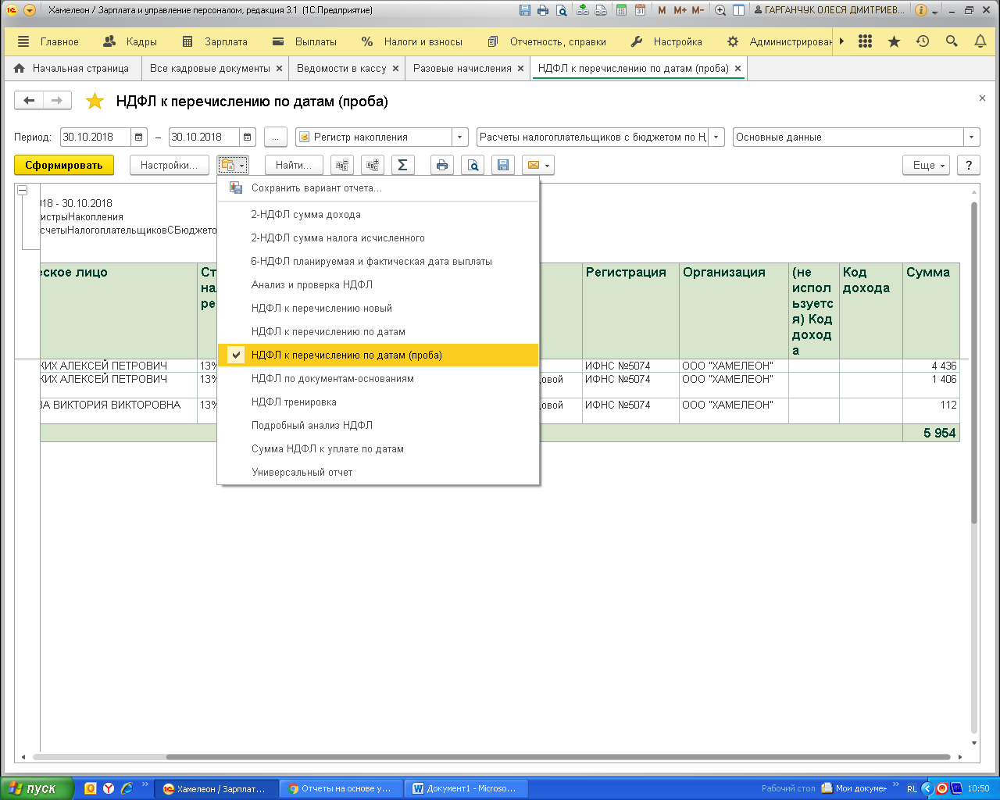 Хамелеон / Зарплата и управление персоналом, редакция 3.1 (1С:Предприятие)
M M+ M-
ГАРГАНЧУК ОЛЕСЯ ДМИТРИЕВ...
Главное Кадры Зарплата Выплаты Налоги и взносы Отчетность, справки Настройка Администрирован
Начальная страница
Все кадровые документы ×
Ведомости в кассу ×
Разовые начисления ×
НДФЛ к перечислению по датам (проба) ×
НДФЛ к перечислению по датам (проба)
Период: 30.10.2018 – 30.10.2018 ... Регистр накопления Расчеты налогоплательщиков с бюджетом по Н, Основные данные
Сформировать Настройки... Найти... Σ Еще ?
Сохранить вариант отчета...
2-НДФЛ сумма дохода
2-НДФЛ сумма налога исчисленного
6-НДФЛ планируемая и фактическая дата выплаты
Анализ и проверка НДФЛ
НДФЛ к перечислению новый
НДФЛ к перечислению по датам
НДФЛ к перечислению по датам (проба)
НДФЛ по документам-основаниям
НДФЛ тренировка
Подробный анализ НДФЛ
Сумма НДФЛ к уплате по датам
Универсальный отчет
018 - 30.10.2018
истрыНакопления
счетыНалогоплательщиковСБюджето
еское лицо Ст Регистрация Организация (не Код Сумма
на испол дохода
ре ьзуетс
я) Код
доход
а
КИХ АЛЕКСЕЙ ПЕТРОВИЧ 13% ИФНС №5074 ООО "ХАМЕЛЕОН" 4 436
КИХ АЛЕКСЕЙ ПЕТРОВИЧ 13% довой ИФНС №5074 ООО "ХАМЕЛЕОН" 1 406
ВА ВИКТОРИЯ ВИКТОРОВНА 13% довой ИФНС №5074 ООО "ХАМЕЛЕОН" 112
5 954
пуск
Хамелеон / Зарплат...
Отчеты на основе у...
Документ1 - Microso...
Рабочий стол
Мои докумен
RL
10:50